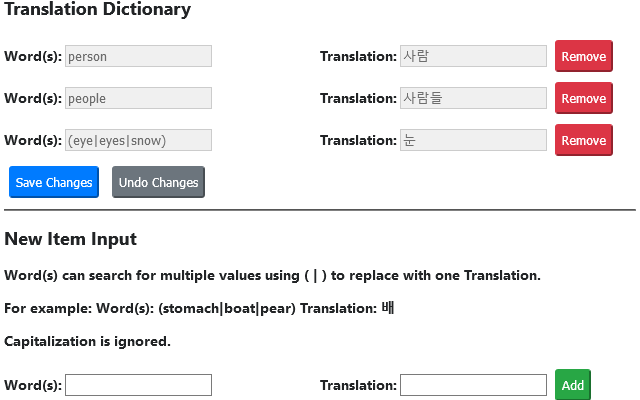 Translation Dictionary
Word(s): person Translation: 사람 Remove
Word(s): people Translation: 사람들 Remove
Word(s): (eye|eyes|snow) Translation: 눈 Remove
Save Changes Undo Changes
New Item Input
Word(s) can search for multiple values using ( | ) to replace with one Translation.
For example: Word(s): (stomach|boat|pear) Translation: 배
Capitalization is ignored.
Word(s): Translation: Add